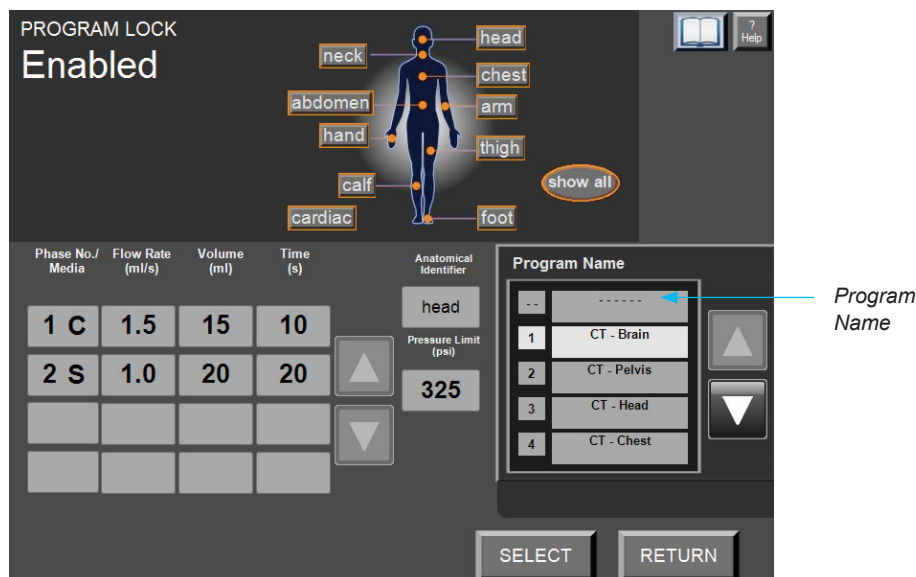 PROGRAM LOCK
Enabled
?
Help
head
neck
chest
abdomen
arm
hand
thigh
calf
show all
cardiac
foot
Phase No./
Media
Flow Rate
(ml/s)
Volume
(ml)
Time
(s)
1 C 1.5 15 10
2 S 1.0 20 20
Anatomical
Identifier
head
Pressure Limit
(psi)
325
Program Name
-- ------
1 CT - Brain
2 CT - Pelvis
3 CT - Head
4 CT - Chest
Program
Name
SELECT RETURN